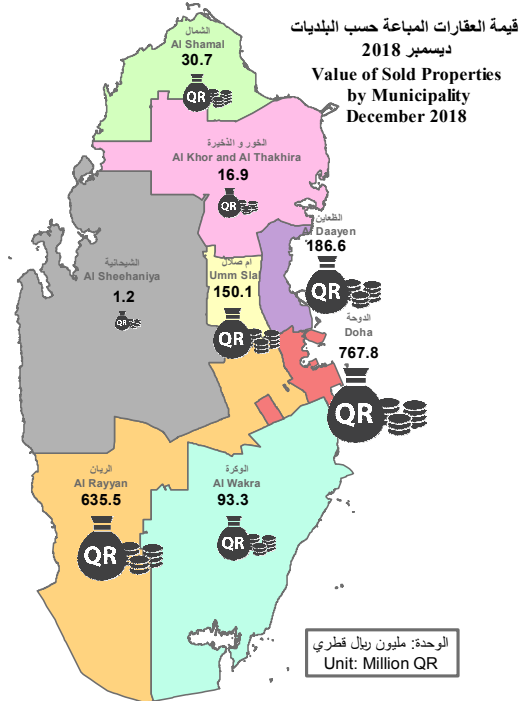 قيمة العقارات المباعة حسب البلديات
ديسمبر 2018
Value of Sold Properties
by Municipality
December 2018
الشمال
Al Shamal
30.7
QR
الخور و الذخيرة
Al Khor and Al Thakhira
16.9
QR
الظعاين
Al Daayen
186.6
QR
الشيحانية
Al Sheehaniya
1.2
QR
ام صلال
Umm Slal
150.1
QR
الدوحة
Doha
767.8
QR
الريان
Al Rayyan
635.5
QR
الوكرة
Al Wakra
93.3
QR
الوحدة: مليون ريال قطري
Unit: Million QR